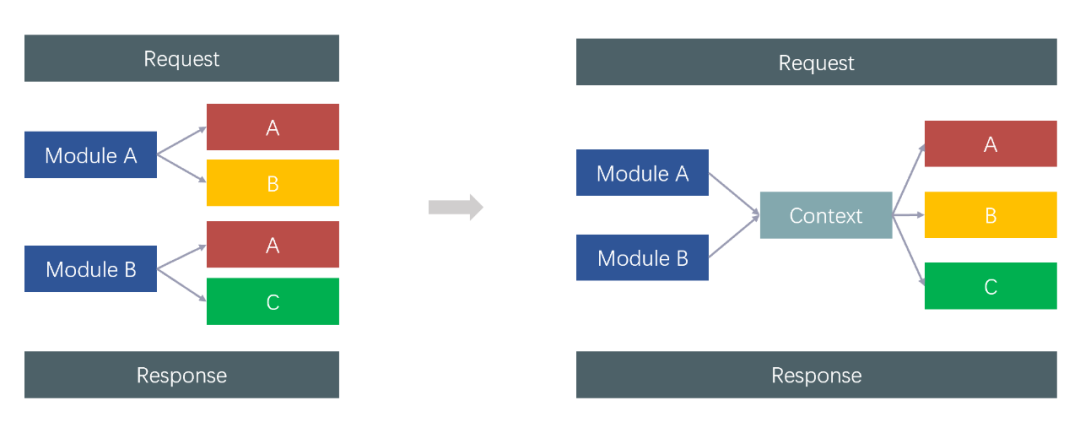 Request
Module A
A
B
Module B
A
C
Response
Request
Module A
Module B
Context
A
B
C
Response